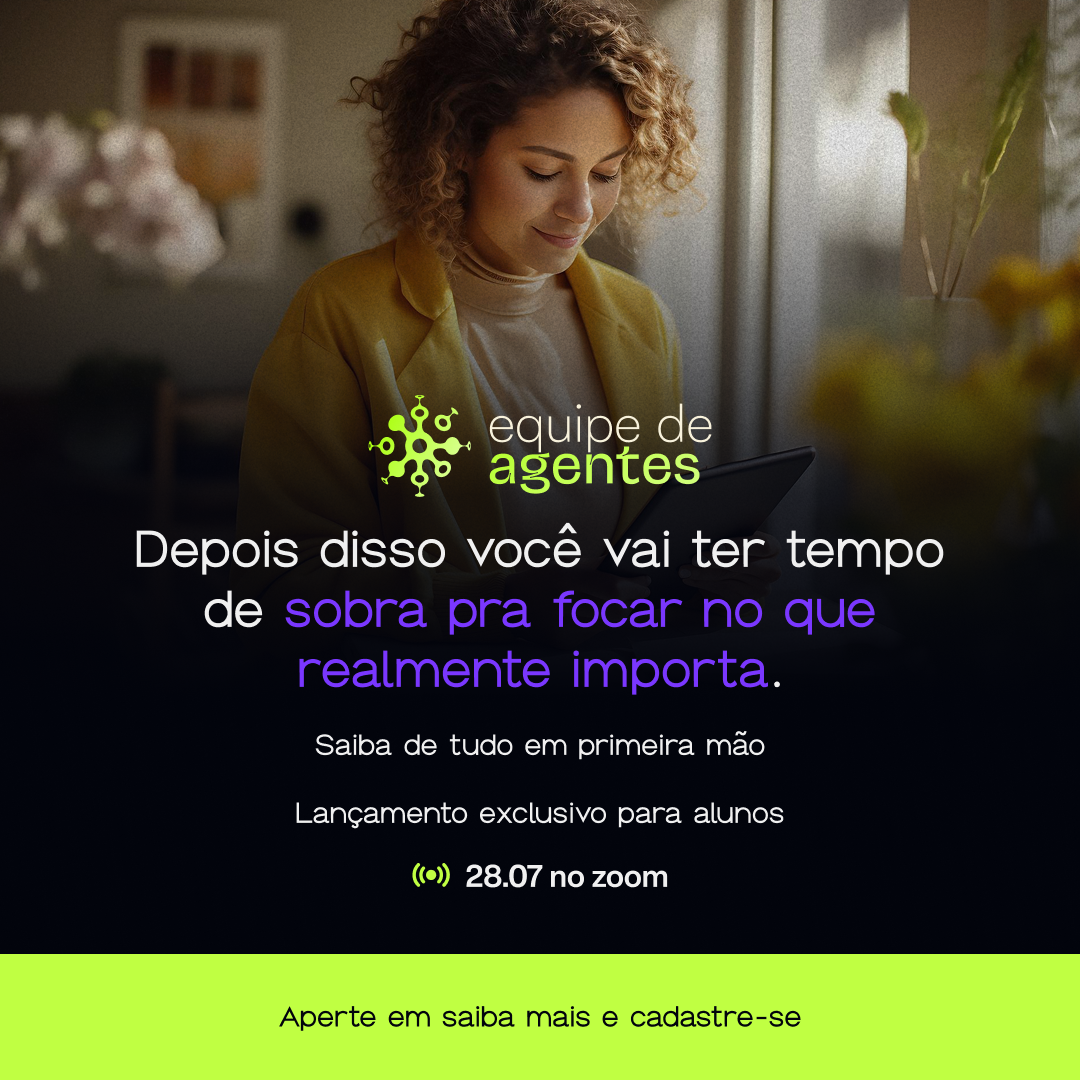 equipe de
agentes
Depois disso você vai ter tempo
de sobra pra focar no que
realmente importa.
Saiba de tudo em primeira mão
Lançamento exclusivo para alunos
28.07 no zoom
Aperte em saiba mais e cadastre-se